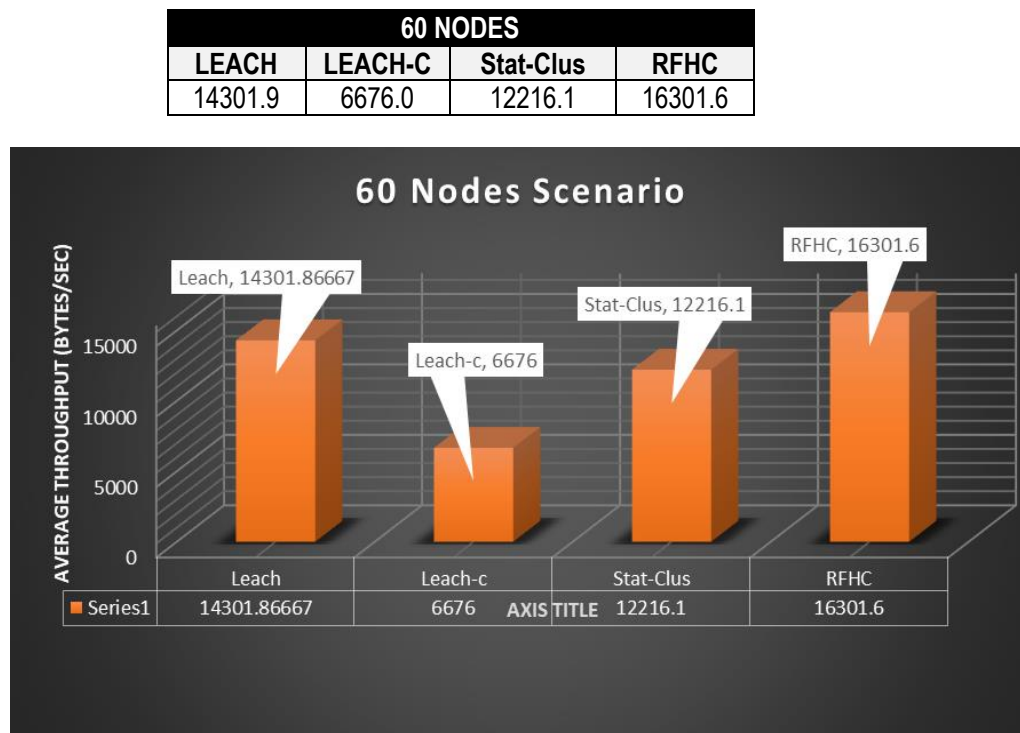 60 NODES
LEACH LEACH-C Stat-Clus RFHC
14301.9 6676.0 12216.1 16301.6
60 Nodes Scenario
AVERAGE THROUGHPUT (BYTES/SEC)
RFHC, 16301.6
Leach, 14301.86667
Stat-Clus, 12216.1
Leach-c, 6676
15000
10000
5000
0
Leach Leach-c Stat-Clus RFHC
Series1 14301.86667 6676 12216.1 16301.6
AXIS TITLE